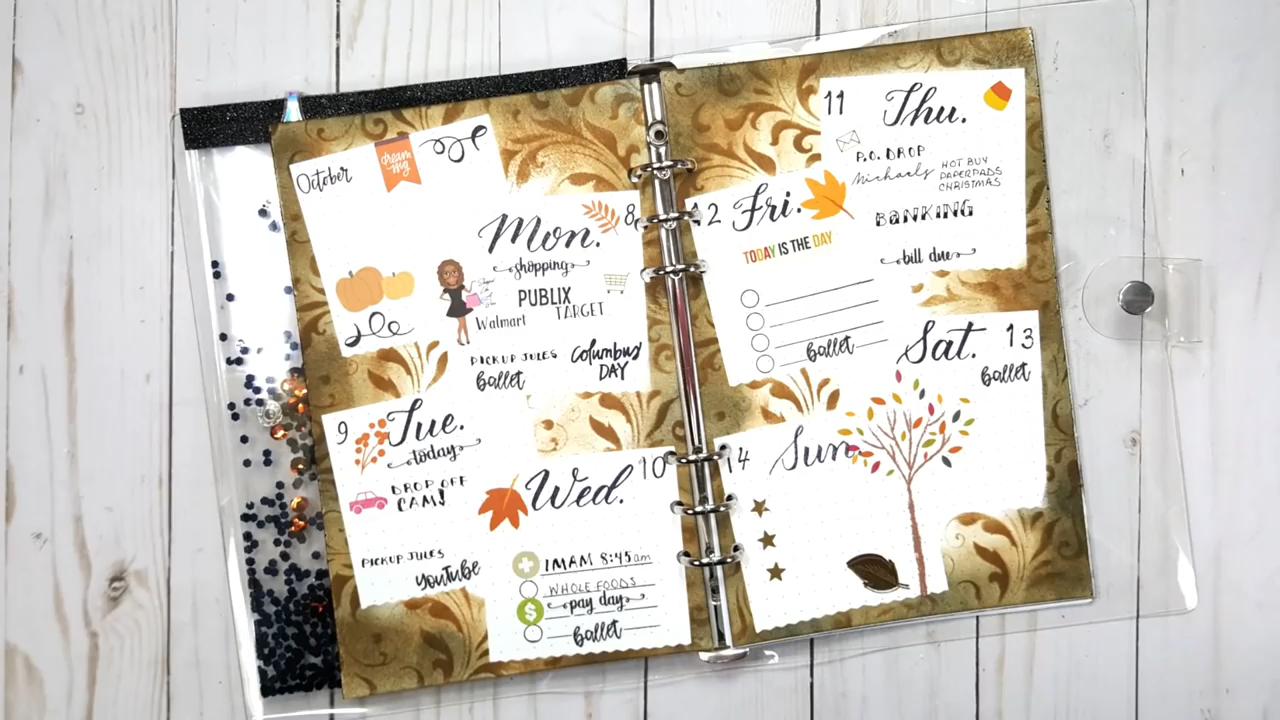 October
dream big
Mon. 8
shopping
PUBLIX
Walmart TARGET
PICKUP JULES
ballet
Columbus
DAY
9 Tue.
today
DROP OFF
CAM!
PICKUP JULES
youtube
Wed. 10
IMAM 8:45am
WHOLE FOODS
pay day
ballet
11 Thu.
P.O. DROP
Michaels
HOT BUY
PAPERPADS
CHRISTMAS
BANKING
bill due
12 Fri.
TODAY IS THE DAY
ballet
Sat. 13
ballet
14 Sun.